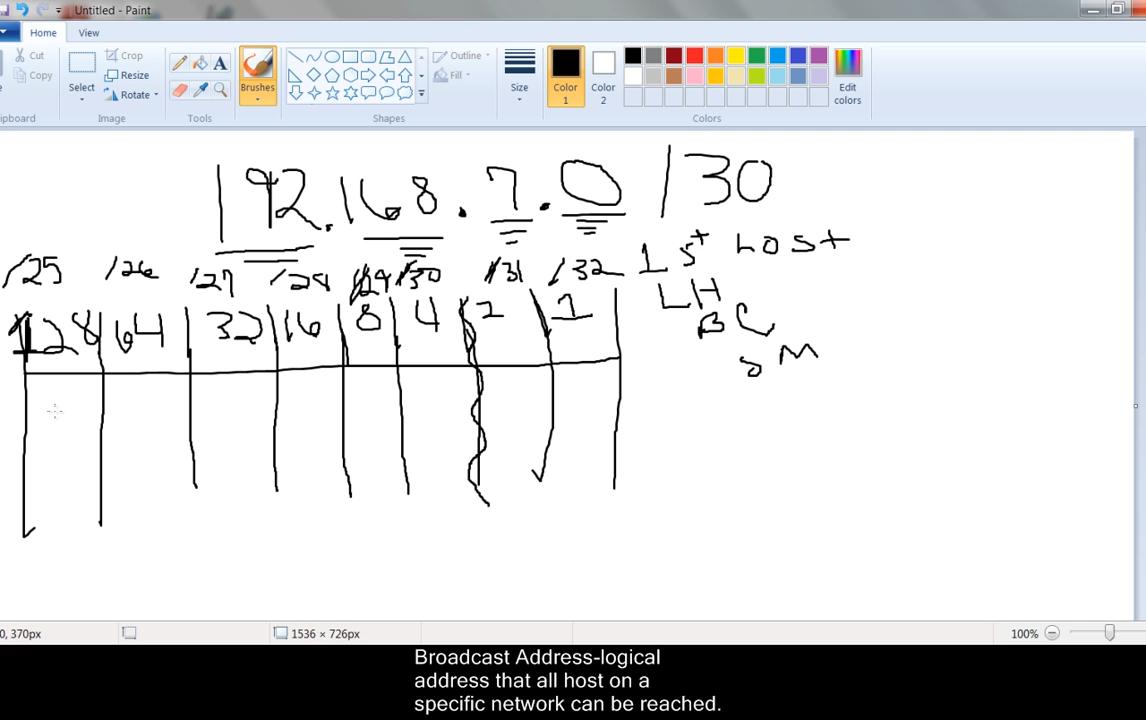 Untitled - Paint
Home View
Cut
Copy
Crop
Resize
Rotate
Select
A
Brushes
Outline
Fill
Size
Color 1
Color 2
Edit colors
ipboard Image Tools Shapes Colors
192.168.7.0 /30
1st host
LH
BC
SM
/25 /26 /27 /28 /29 /30 /31 /32
128 64 32 16 8 4 2 1
0, 370px
1536 × 726px
100%
Broadcast Address-logical
address that all host on a
specific network can be reached.